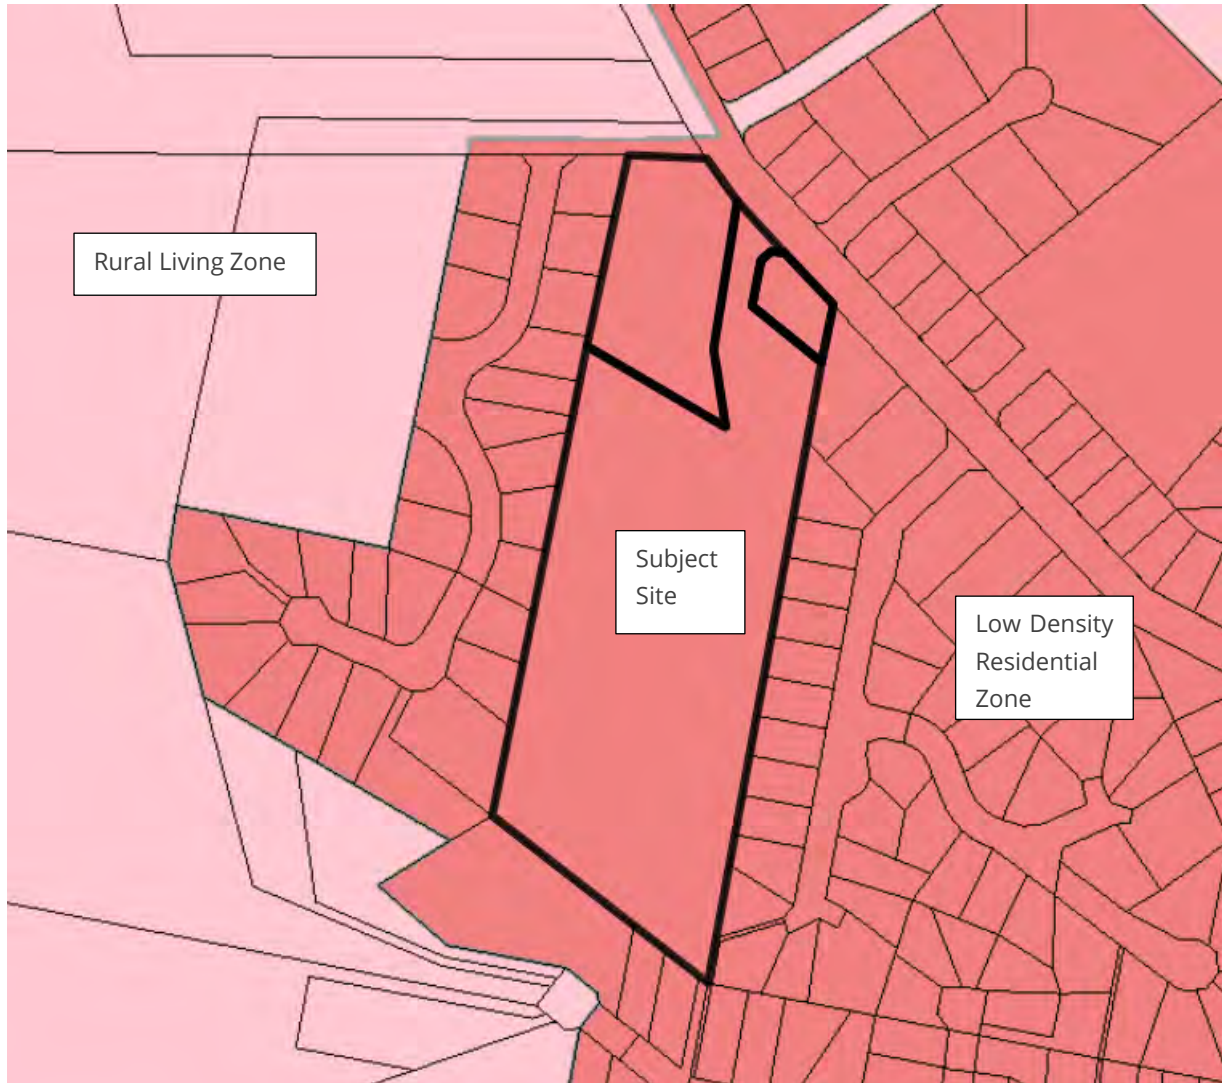 Rural Living Zone
Subject
Site
Low Density
Residential
Zone